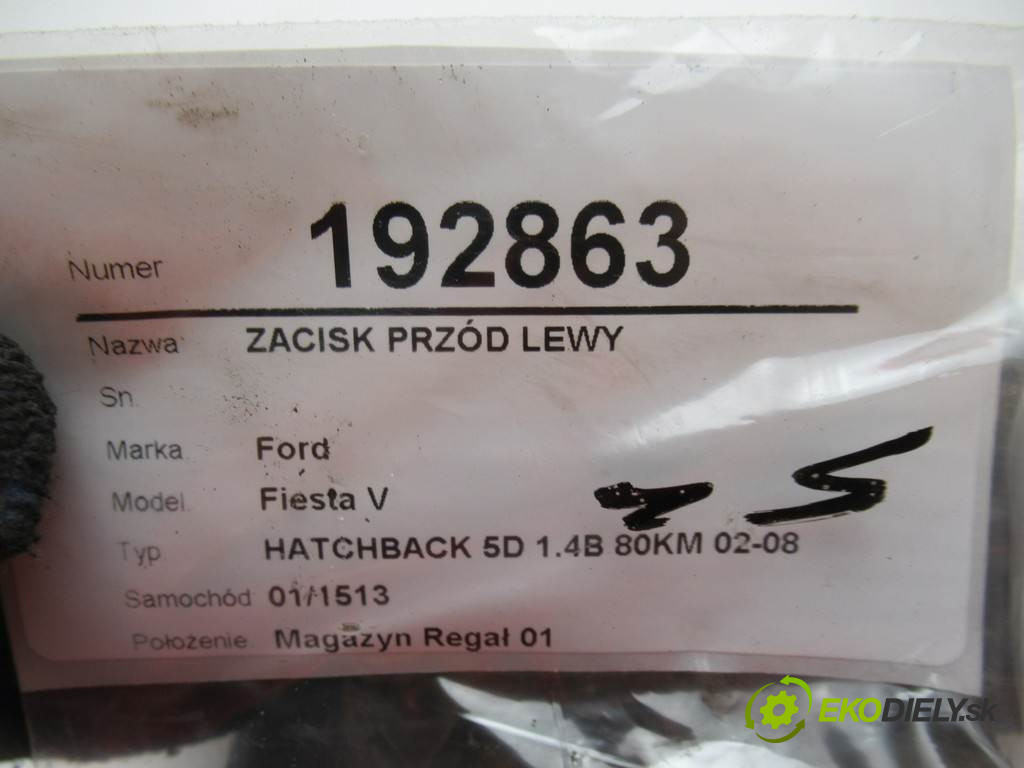 Numer 192863
Nazwa ZACISK PRZÓD LEWY
Sn.
Marka Ford
Model. Fiesta V
Typ HATCHBACK 5D 1.4B 80KM 02-08
Samochód 01/1513
Położenie. Magazyn Regał 01
EKODIELY.sk